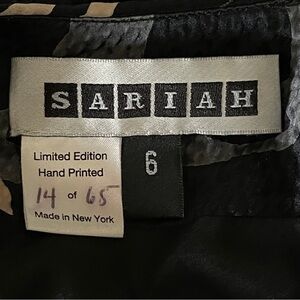 SARIAH
Limited Edition
Hand Printed
14 of 65
Made in New York
6